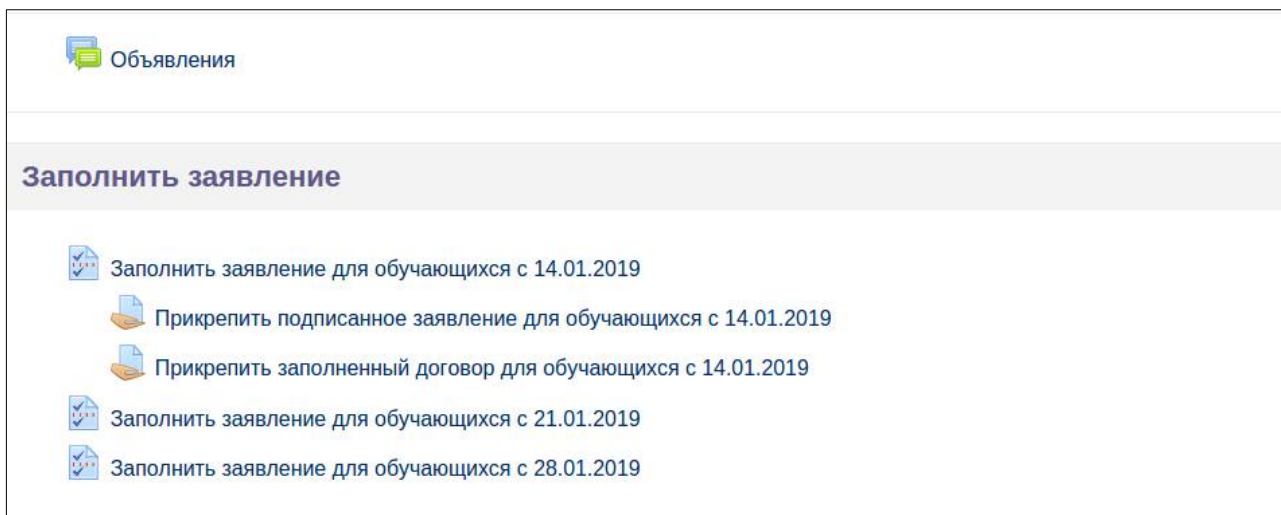 Объявления
Заполнить заявление
Заполнить заявление для обучающихся с 14.01.2019
Прикрепить подписанное заявление для обучающихся с 14.01.2019
Прикрепить заполненный договор для обучающихся с 14.01.2019
Заполнить заявление для обучающихся с 21.01.2019
Заполнить заявление для обучающихся с 28.01.2019